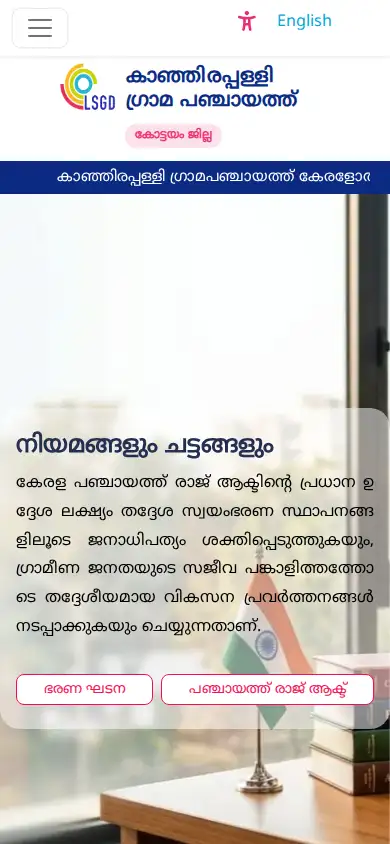 English
കാഞ്ഞിരപ്പള്ളി
ഗ്രാമ പഞ്ചായത്ത്
LSGD
കോട്ടയം ജില്ല
കാഞ്ഞിരപ്പള്ളി ഗ്രാമപഞ്ചായത്ത് കേരളോത
നിയമങ്ങളും ചട്ടങ്ങളും
കേരള പഞ്ചായത്ത് രാജ് ആക്ടിന്റെ പ്രധാന ഉ
ദ്ദേശ ലക്ഷ്യം തദ്ദേശ സ്വയംഭരണ സ്ഥാപനങ്ങ
ളിലൂടെ ജനാധിപത്യം ശക്തിപ്പെടുത്തുകയും,
ഗ്രാമീണ ജനതയുടെ സജീവ പങ്കാളിത്തത്തോ
ടെ തദ്ദേശീയമായ വികസന പ്രവർത്തനങ്ങൾ
നടപ്പാക്കുകയും ചെയ്യുന്നതാണ്.
ഭരണ ഘടന
പഞ്ചായത്ത് രാജ് ആക്ട്